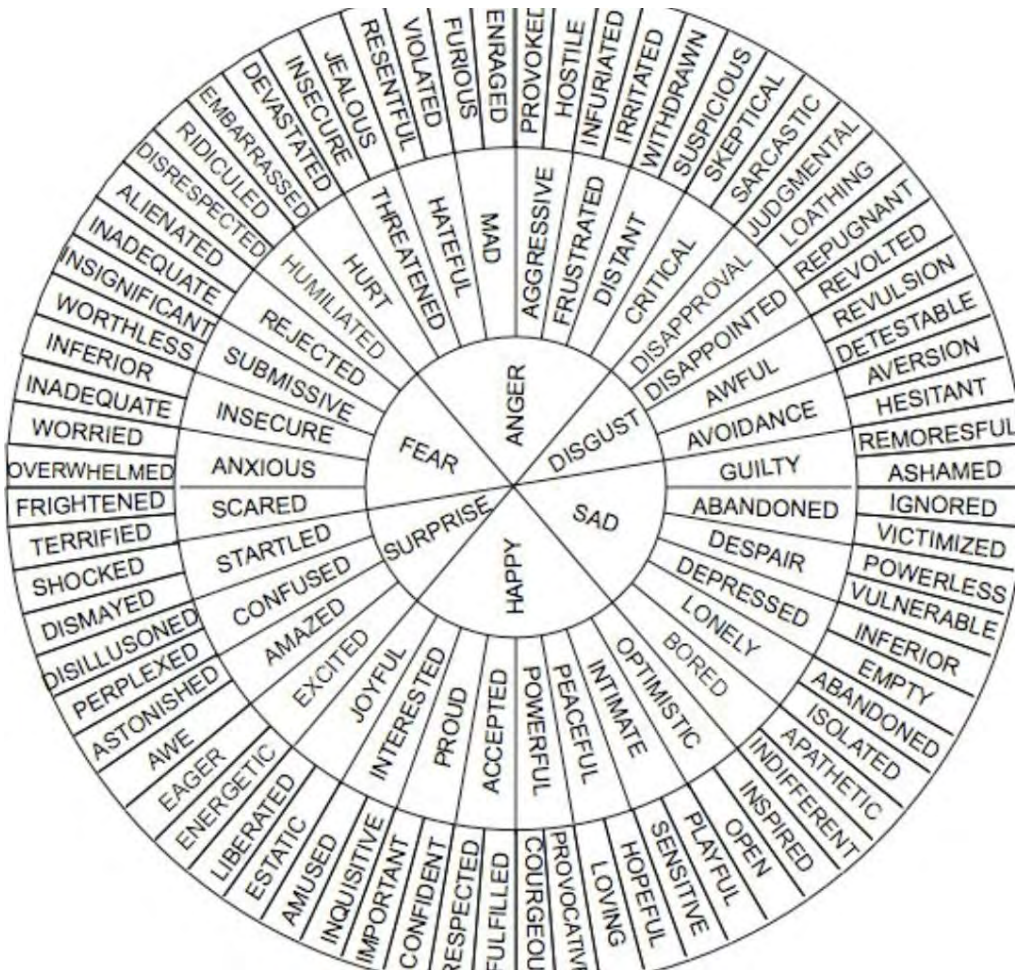 ANGER
DISGUST
SAD
HAPPY
SURPRISE
FEAR
MAD
AGGRESSIVE
FRUSTRATED
DISTANT
CRITICAL
DISAPPROVAL
DISAPPOINTED
AWFUL
AVOIDANCE
GUILTY
ABANDONED
DESPAIR
DEPRESSED
LONELY
BORED
OPTIMISTIC
INTIMATE
PEACEFUL
POWERFUL
ACCEPTED
PROUD
INTERESTED
JOYFUL
EXCITED
AMAZED
CONFUSED
STARTLED
SCARED
ANXIOUS
INSECURE
SUBMISSIVE
REJECTED
HUMILIATED
HURT
THREATENED
HATEFUL
ENRAGED
PROVOKED
HOSTILE
INFURIATED
IRRITATED
WITHDRAWN
SUSPICIOUS
SKEPTICAL
SARCASTIC
JUDGMENTAL
LOATHING
REPUGNANT
REVOLTED
REVULSION
DETESTABLE
AVERSION
HESITANT
REMORESFUL
ASHAMED
IGNORED
VICTIMIZED
POWERLESS
VULNERABLE
INFERIOR
EMPTY
ABANDONED
ISOLATED
APATHETIC
INDIFFERENT
INSPIRED
OPEN
PLAYFUL
SENSITIVE
HOPEFUL
LOVING
PROVOCATIVE
COURGEOU
FULFILLED
RESPECTED
CONFIDENT
IMPORTANT
INQUISITIVE
AMUSED
ESTATIC
LIBERATED
ENERGETIC
EAGER
AWE
ASTONISHED
PERPLEXED
DISILLUSONED
DISMAYED
SHOCKED
TERRIFIED
FRIGHTENED
OVERWHELMED
WORRIED
INADEQUATE
INFERIOR
WORTHLESS
INSIGNIFICANT
INADEQUATE
ALIENATED
DISRESPECTED
RIDICULED
EMBARRASSED
DEVASTATED
INSECURE
JEALOUS
RESENTFUL
VIOLATED
FURIOUS